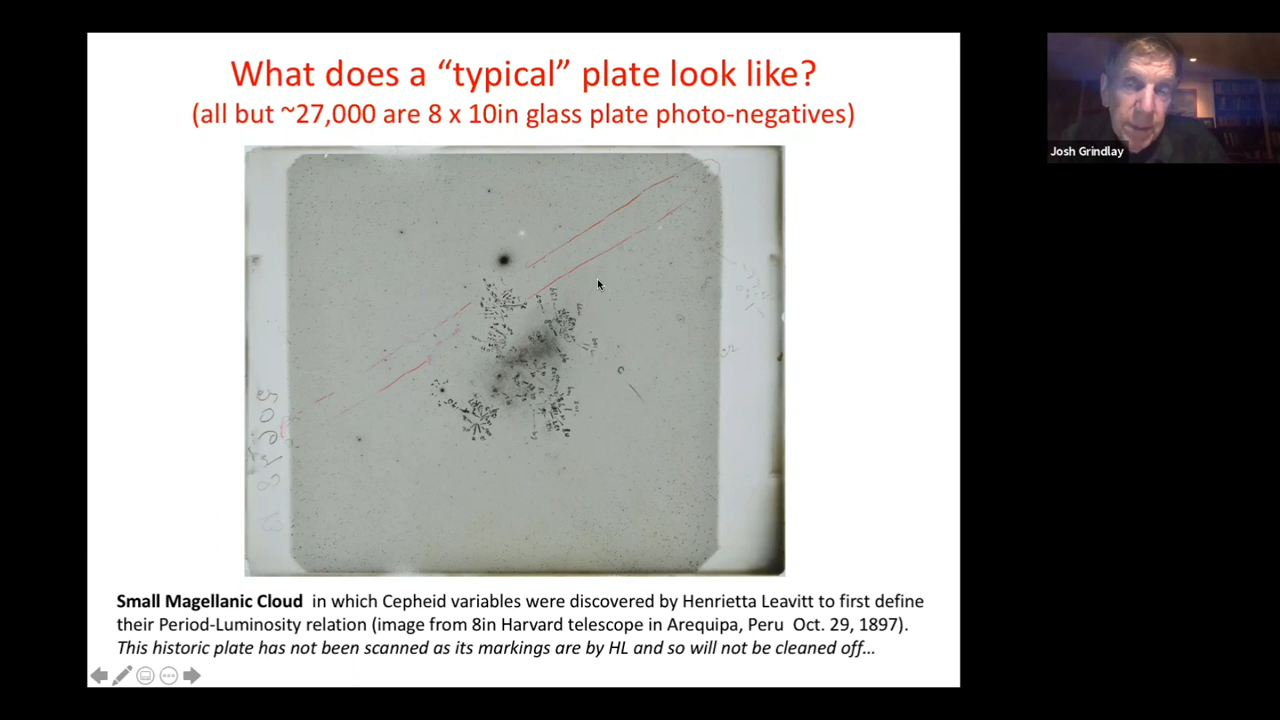 What does a “typical” plate look like?
(all but ~27,000 are 8 x 10in glass plate photo-negatives)
Josh Grindlay
Small Magellanic Cloud in which Cepheid variables were discovered by Henrietta Leavitt to first define
their Period-Luminosity relation (image from 8in Harvard telescope in Arequipa, Peru Oct. 29, 1897).
This historic plate has not been scanned as its markings are by HL and so will not be cleaned off…